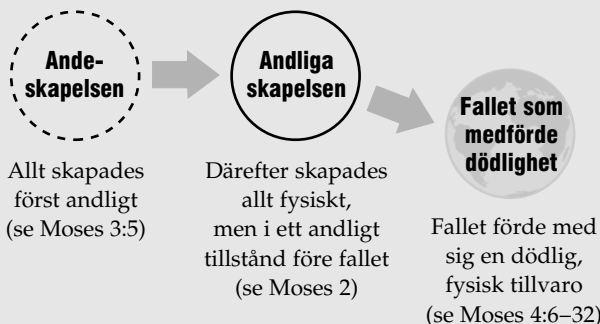 Ande-
skapelsen
Allt skapades
först andligt
(se Moses 3:5)
Andliga
skapelsen
Därefter skapades
allt fysiskt,
men i ett andligt
tillstånd före fallet
(se Moses 2)
Fallet som
medförde
dödlighet
Fallet förde med
sig en dödlig,
fysisk tillvaro
(se Moses 4:6–32)